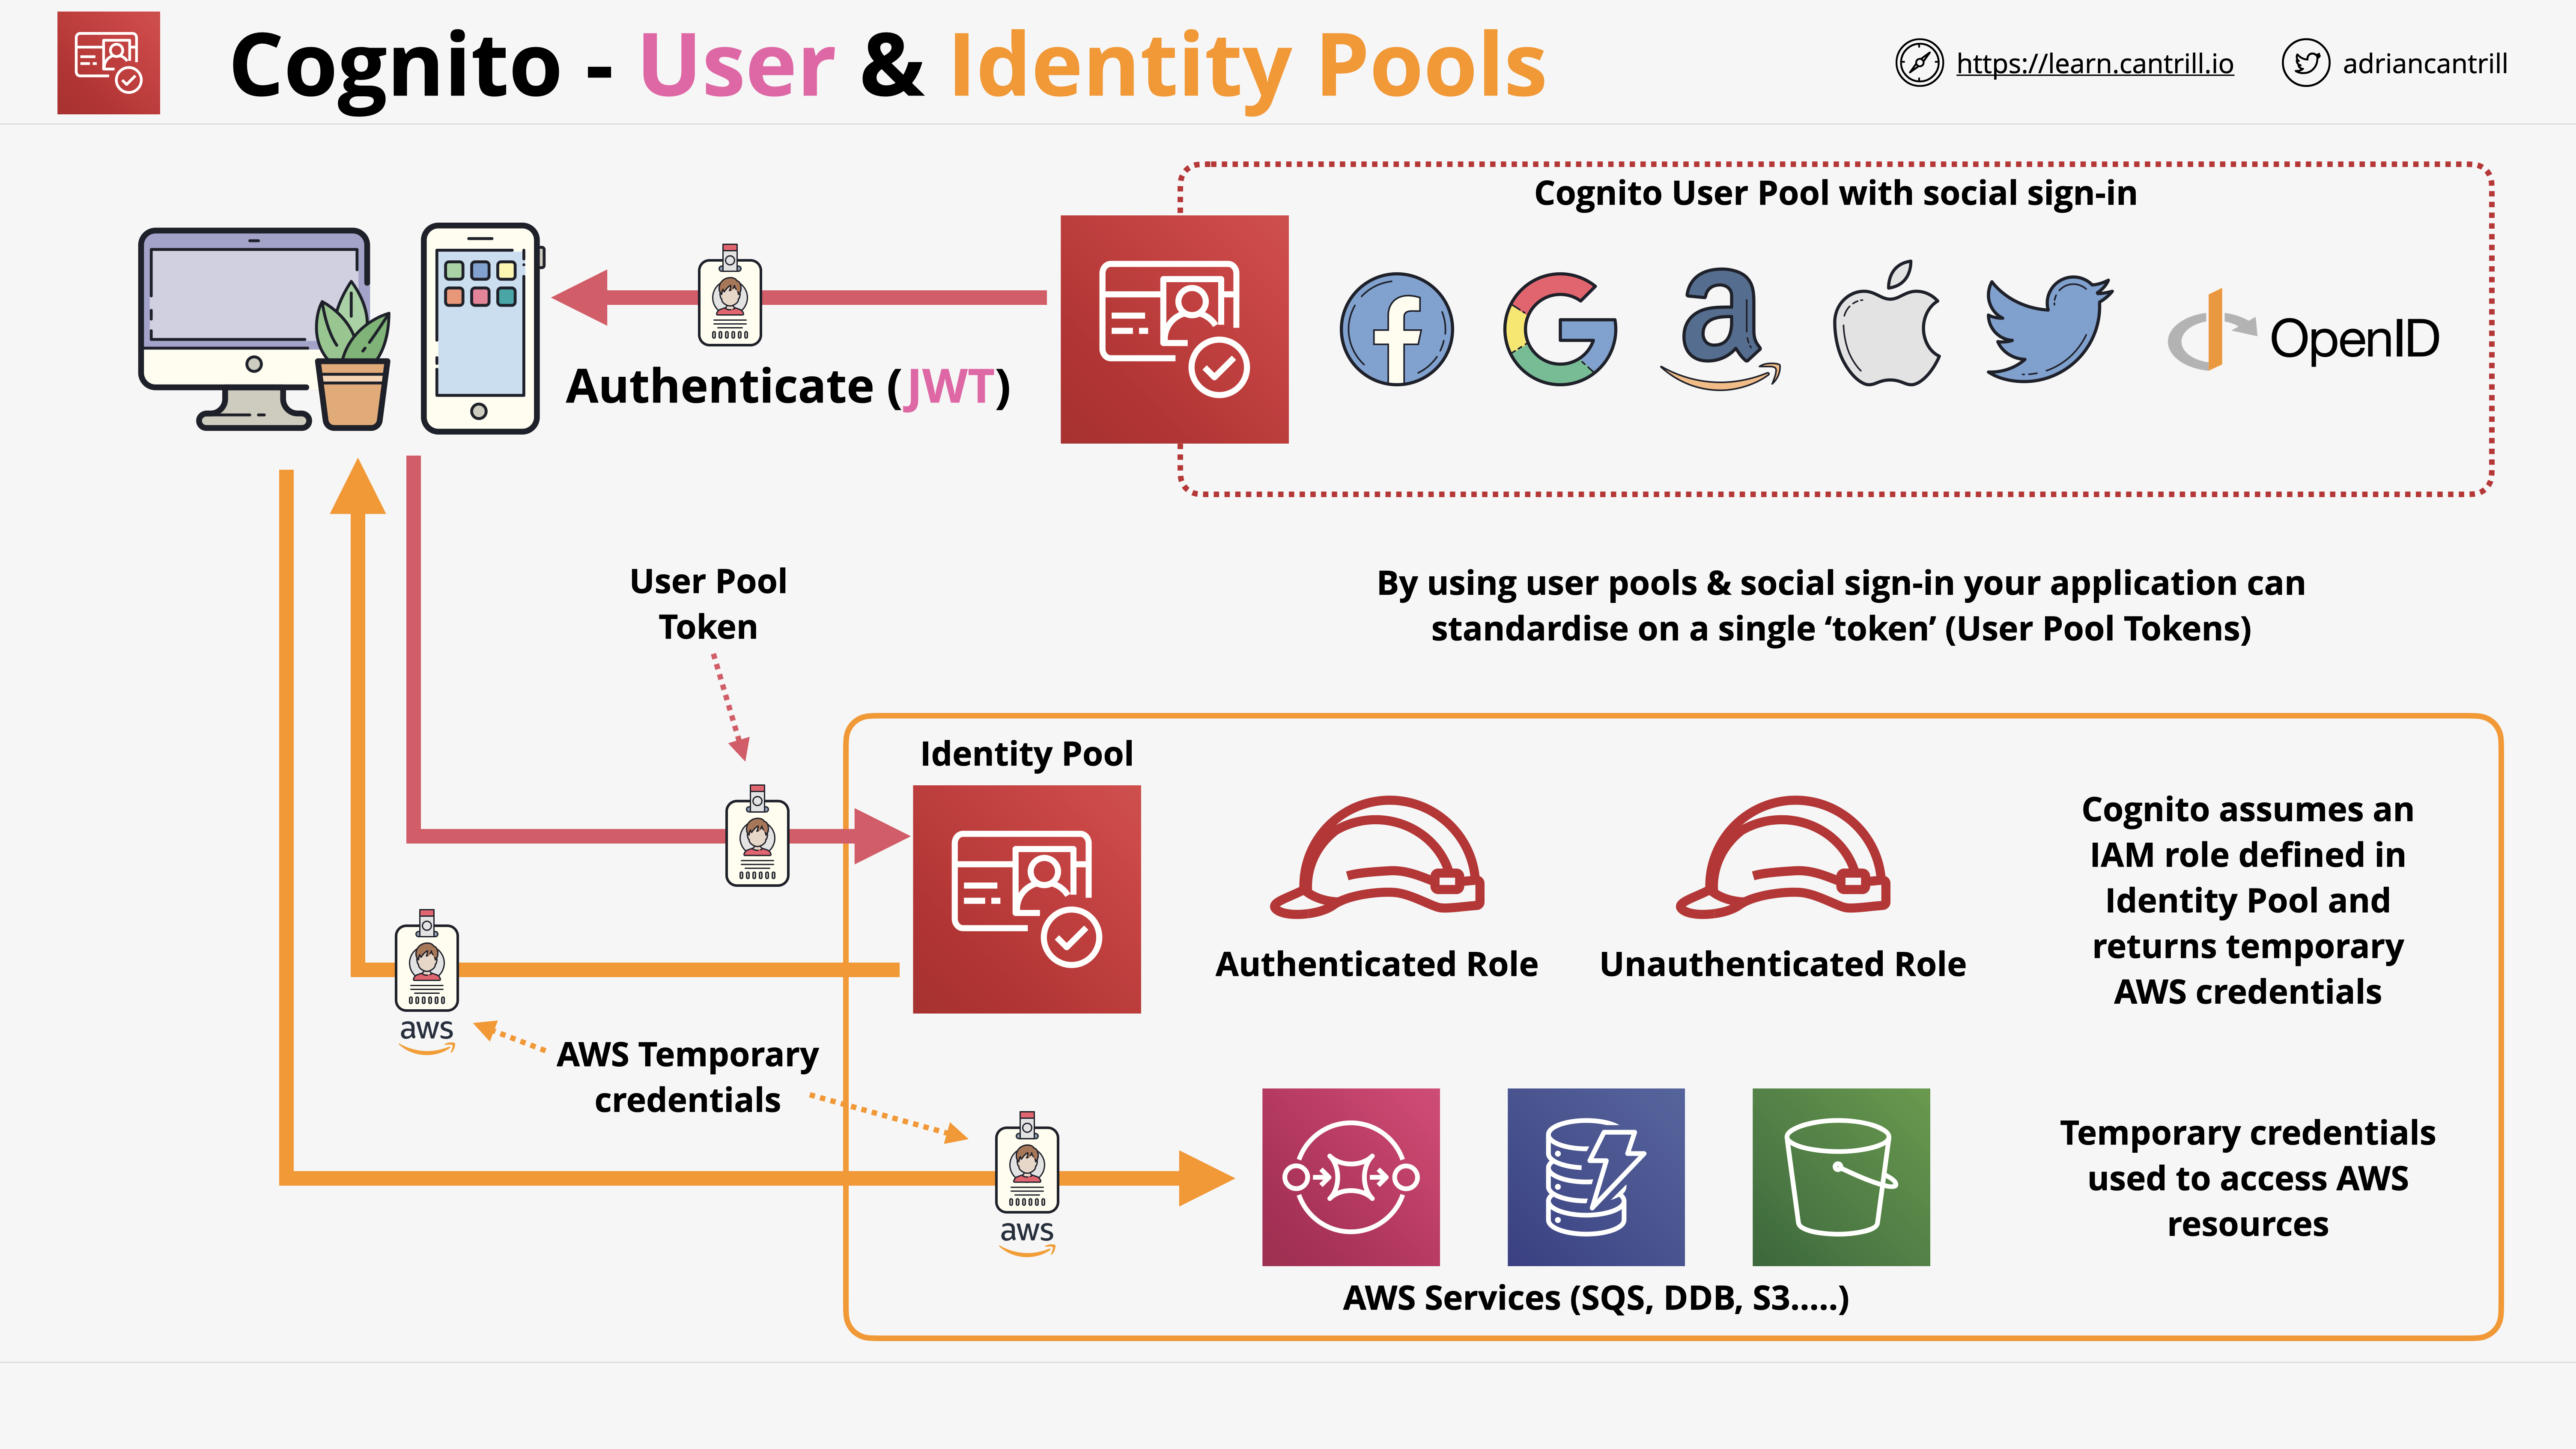 Cognito - User & Identity Pools
https://learn.cantrill.io
adriancantrill
Cognito User Pool with social sign-in
f
G
a
OpenID
Authenticate (JWT)
User Pool
Token
By using user pools & social sign-in your application can
standardise on a single ‘token’ (User Pool Tokens)
Identity Pool
Authenticated Role
Unauthenticated Role
Cognito assumes an
IAM role defined in
Identity Pool and
returns temporary
AWS credentials
aws
AWS Temporary
credentials
aws
Temporary credentials
used to access AWS
resources
AWS Services (SQS, DDB, S3.....)